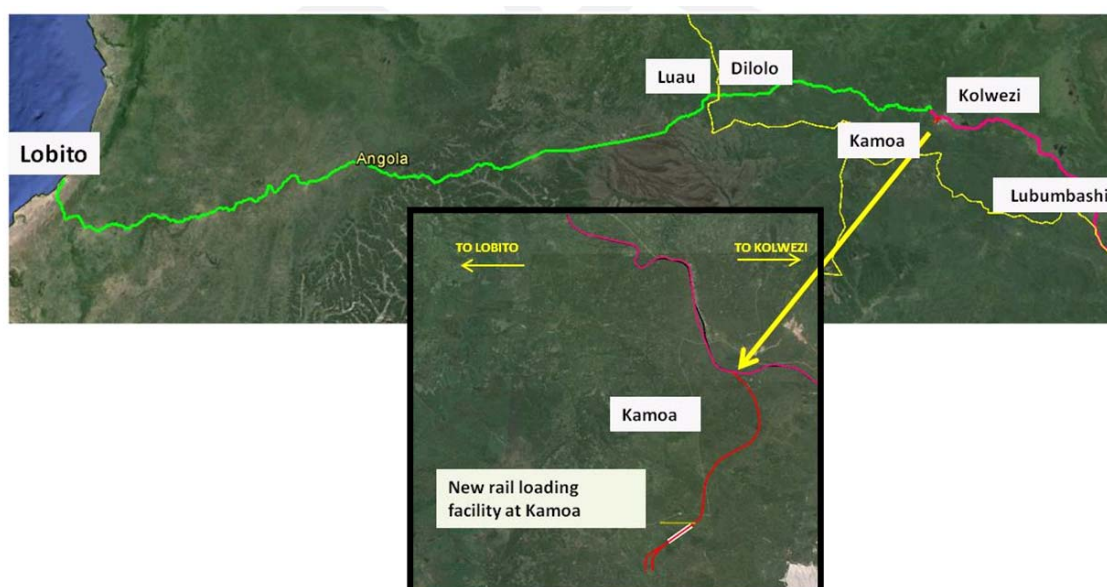 Luau
Dilolo
Kolwezi
Lobito
Angola
Kamoa
Lubumbashi
TO LOBITO
TO KOLWEZI
Kamoa
New rail loading
facility at Kamoa